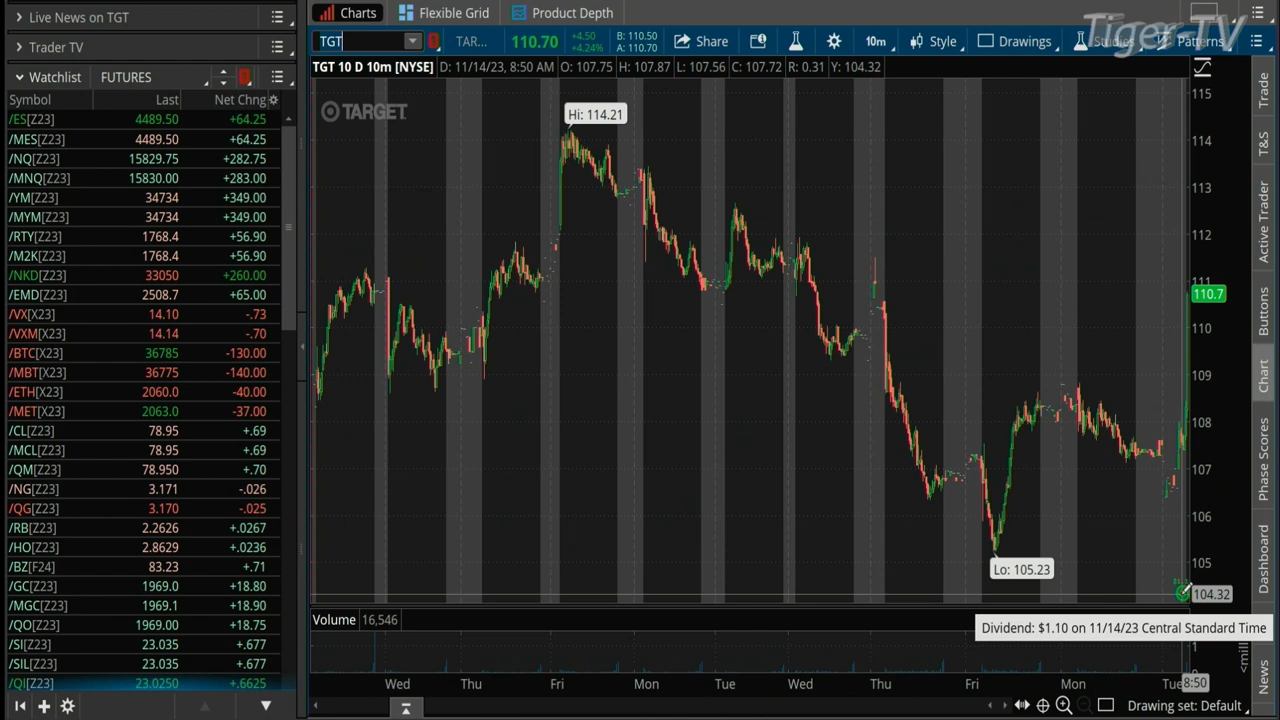 Live News on TGT
Charts
Flexible Grid
Product Depth
Tiger-TV
Trader TV
TGT
TAR...
110.70
+4.50
+4.24%
B: 110.50
A: 110.70
Share
10m
Style
Drawings
Studies
Patterns
Watchlist
FUTURES
TGT 10 D 10m [NYSE]
D: 11/14/23, 8:50 AM
O: 107.75
H: 107.87
L: 107.56
C: 107.72
R: 0.31
Y: 104.32
Symbol Last Net Chng
/ES[Z23] 4489.50 +64.25
/MES[Z23] 4489.50 +64.25
/NQ[Z23] 15829.75 +282.75
/MNQ[Z23] 15830.00 +283.00
/YM[Z23] 34734 +349.00
/MYM[Z23] 34734 +349.00
/RTY[Z23] 1768.4 +56.90
/M2K[Z23] 1768.4 +56.90
/NKD[Z23] 33050 +260.00
/EMD[Z23] 2508.7 +65.00
/VX[X23] 14.10 -.73
/VXM[X23] 14.14 -.70
/BTC[X23] 36785 -130.00
/MBT[X23] 36775 -140.00
/ETH[X23] 2060.0 -40.00
/MET[X23] 2063.0 -37.00
/CL[Z23] 78.95 +.69
/MCL[Z23] 78.95 +.69
/QM[Z23] 78.950 +.70
/NG[Z23] 3.171 -.026
/QG[Z23] 3.170 -.025
/RB[Z23] 2.2626 +.0267
/HO[Z23] 2.8629 +.0236
/BZ[F24] 83.23 +.71
/GC[Z23] 1969.0 +18.80
/MGC[Z23] 1969.1 +18.90
/QO[Z23] 1969.00 +18.75
/SI[Z23] 23.035 +.677
/SIL[Z23] 23.035 +.677
/QI[Z23] 23.0250 +.6625
TARGET
Hi: 114.21
Lo: 105.23
115
114
113
112
111
110.7
110
109
108
107
106
105
104.32
Dividend: $1.10 on 11/14/23 Central Standard Time
Volume 16,546
1
<mill
Wed Thu Fri Mon Tue Wed Thu Fri Mon Tue 8:50
Drawing set: Default
Trade
T&S
Active Trader
Buttons
Chart
Phase Scores
Dashboard
News